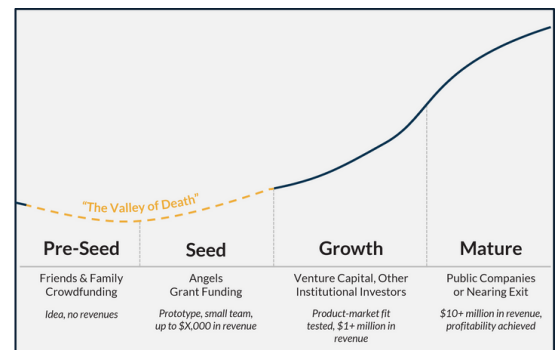 "The Valley of Death"
Pre-Seed
Seed
Growth
Mature
Friends & Family
Crowdfunding
Angels
Grant Funding
Venture Capital, Other
Institutional Investors
Public Companies
or Nearing Exit
Idea, no revenues
Prototype, small team,
up to $X,000 in revenue
Product-market fit
tested, $1+ million in
revenue
$10+ million in revenue,
profitability achieved